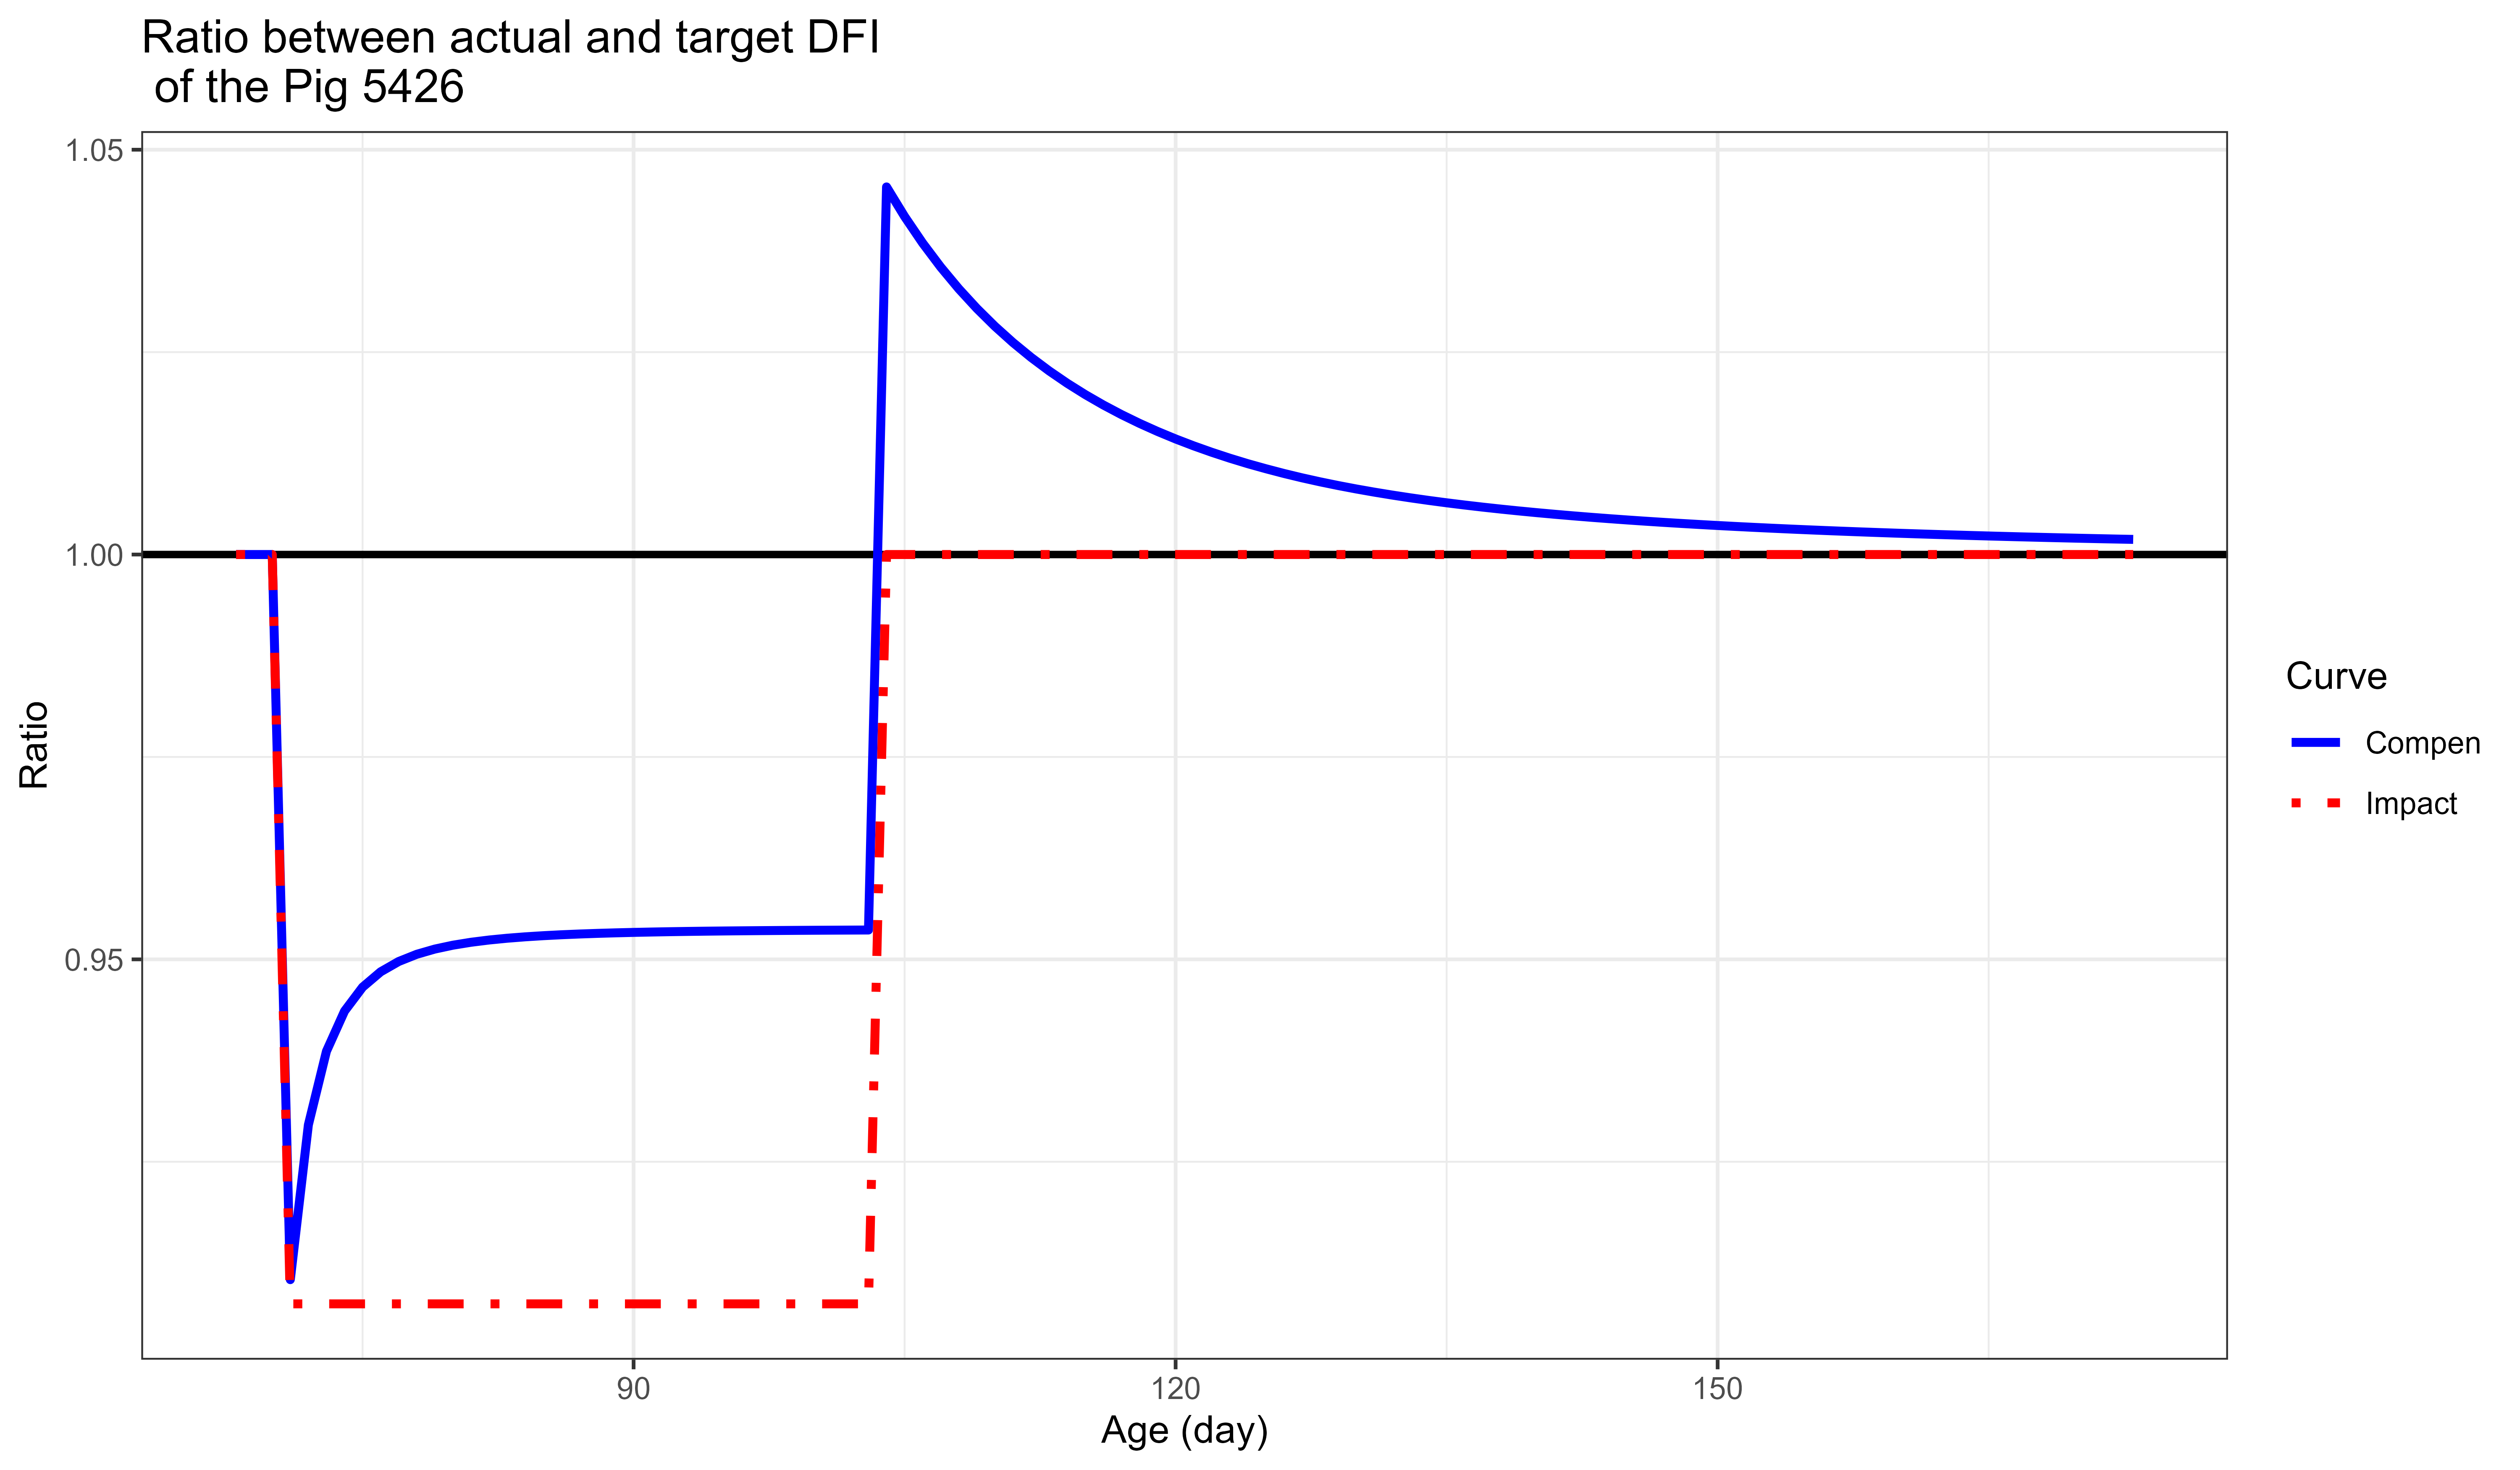 Ratio between actual and target DFI
of the Pig 5426
1.05
1.00
0.95
Ratio
90
120
150
Age (day)
Curve
Compen
Impact